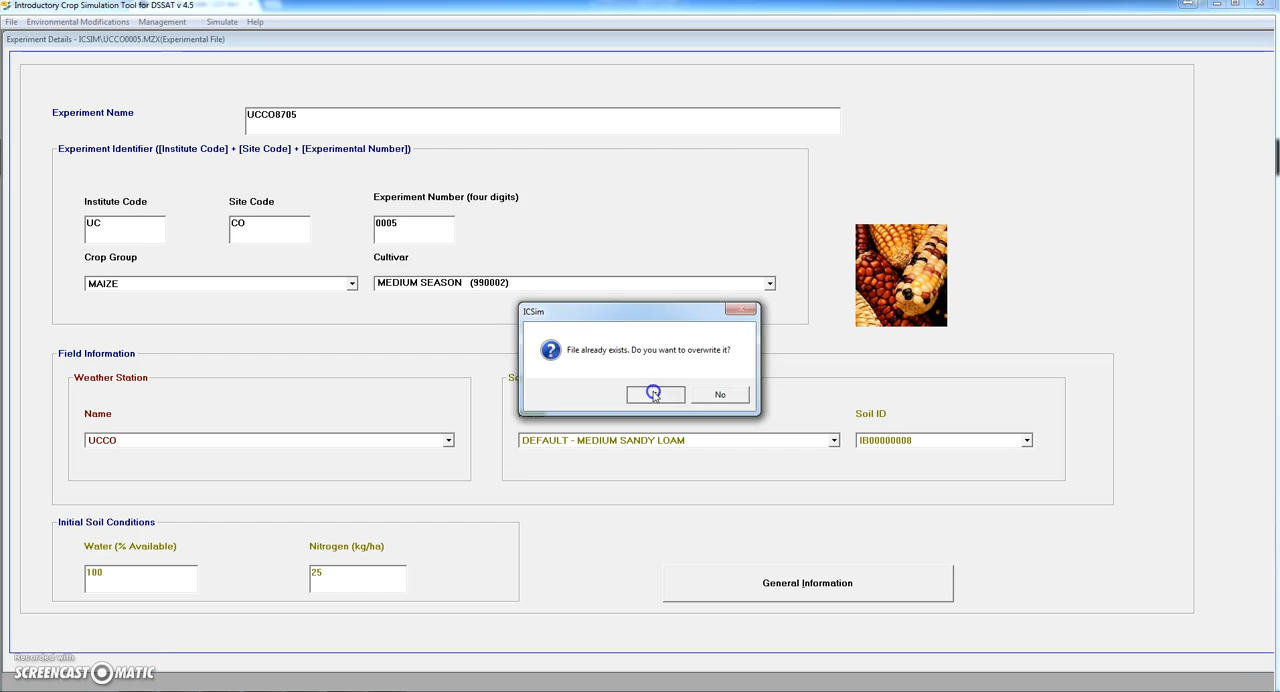 Introductory Crop Simulation Tool for DSSAT v 4.5
File Environmental Modifications Management Simulate Help
Experiment Details - ICSIM\UCCO0005.MZX(Experimental File)
Experiment Name
UCCO8705
Experiment Identifier ([Institute Code] + [Site Code] + [Experimental Number])
Institute Code
Site Code
Experiment Number (four digits)
UC
CO
0005
Crop Group
Cultivar
MAIZE
MEDIUM SEASON (990002)
ICSim
File already exists. Do you want to overwrite it?
No
Field Information
Weather Station
Name
Soil ID
UCCO
DEFAULT - MEDIUM SANDY LOAM
IB00000008
Initial Soil Conditions
Water (% Available)
Nitrogen (kg/ha)
100
25
General Information
Recorded with
SCREENCAST-O-MATIC